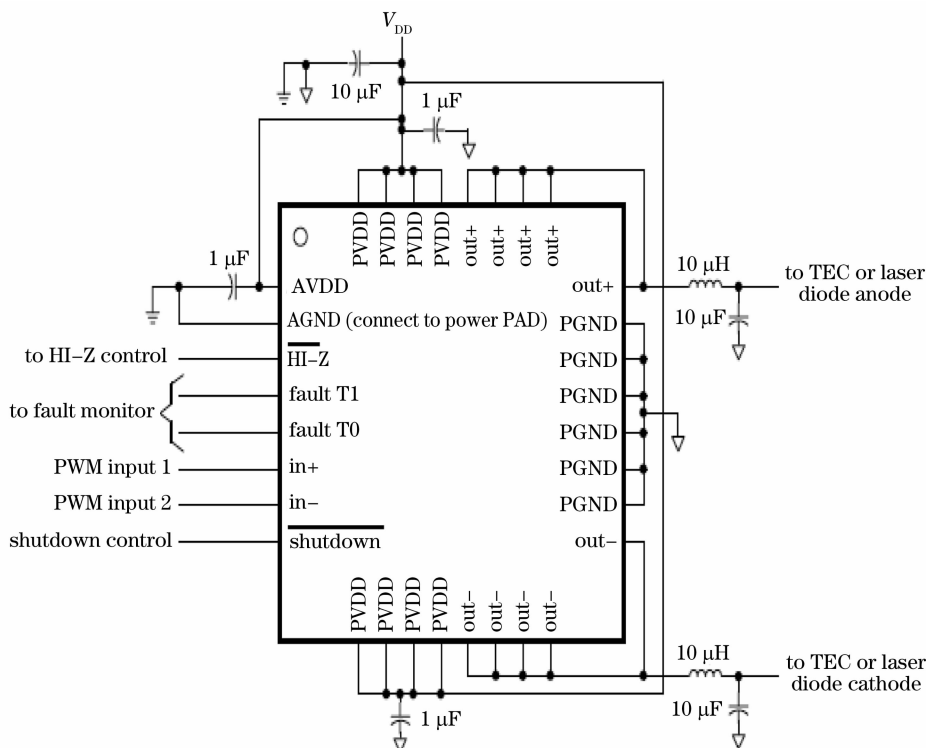 V_DD
10 μF
1 μF
PVDD
PVDD
PVDD
PVDD
out+
out+
out+
out+
1 μF
AVDD
out+
10 μH
to TEC or laser
diode anode
10 μF
AGND (connect to power PAD)
PGND
to HI–Z control
HI–Z
PGND
to fault monitor
fault T1
PGND
fault T0
PGND
PWM input 1
in+
PGND
PWM input 2
in–
PGND
shutdown control
shutdown
out–
PVDD
PVDD
PVDD
PVDD
out–
out–
out–
out–
10 μH
to TEC or laser
diode cathode
10 μF
1 μF